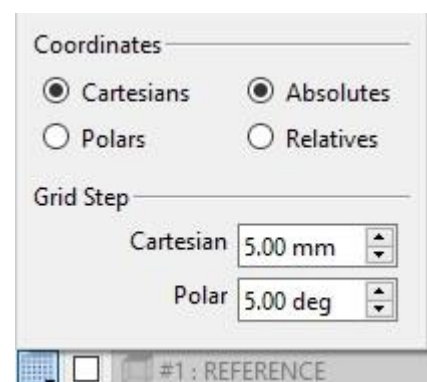 Coordinates
Cartesians Absolutes
Polars Relatives
Grid Step
Cartesian 5.00 mm
Polar 5.00 deg
#1 : REFERENCE